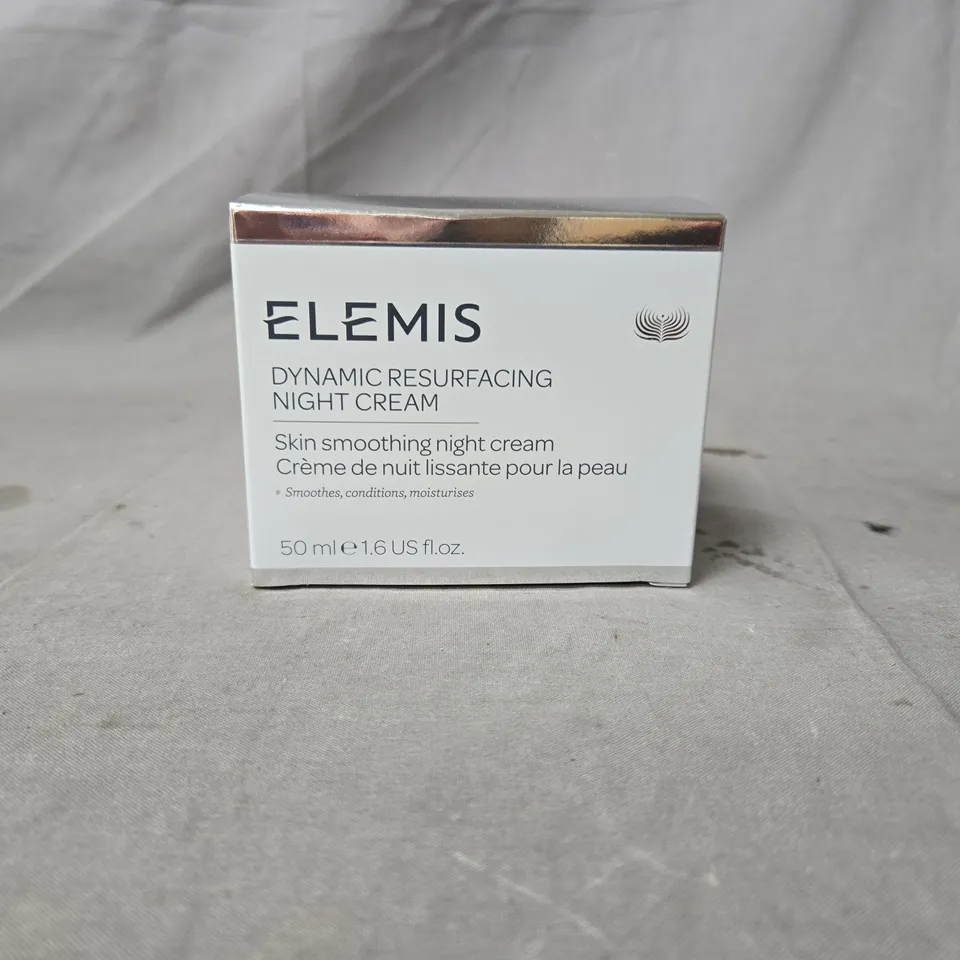 ELEMIS
DYNAMIC RESURFACING
NIGHT CREAM
Skin smoothing night cream
Crème de nuit lissante pour la peau
• Smoothes, conditions, moisturises
50 ml ℮ 1.6 US fl.oz.